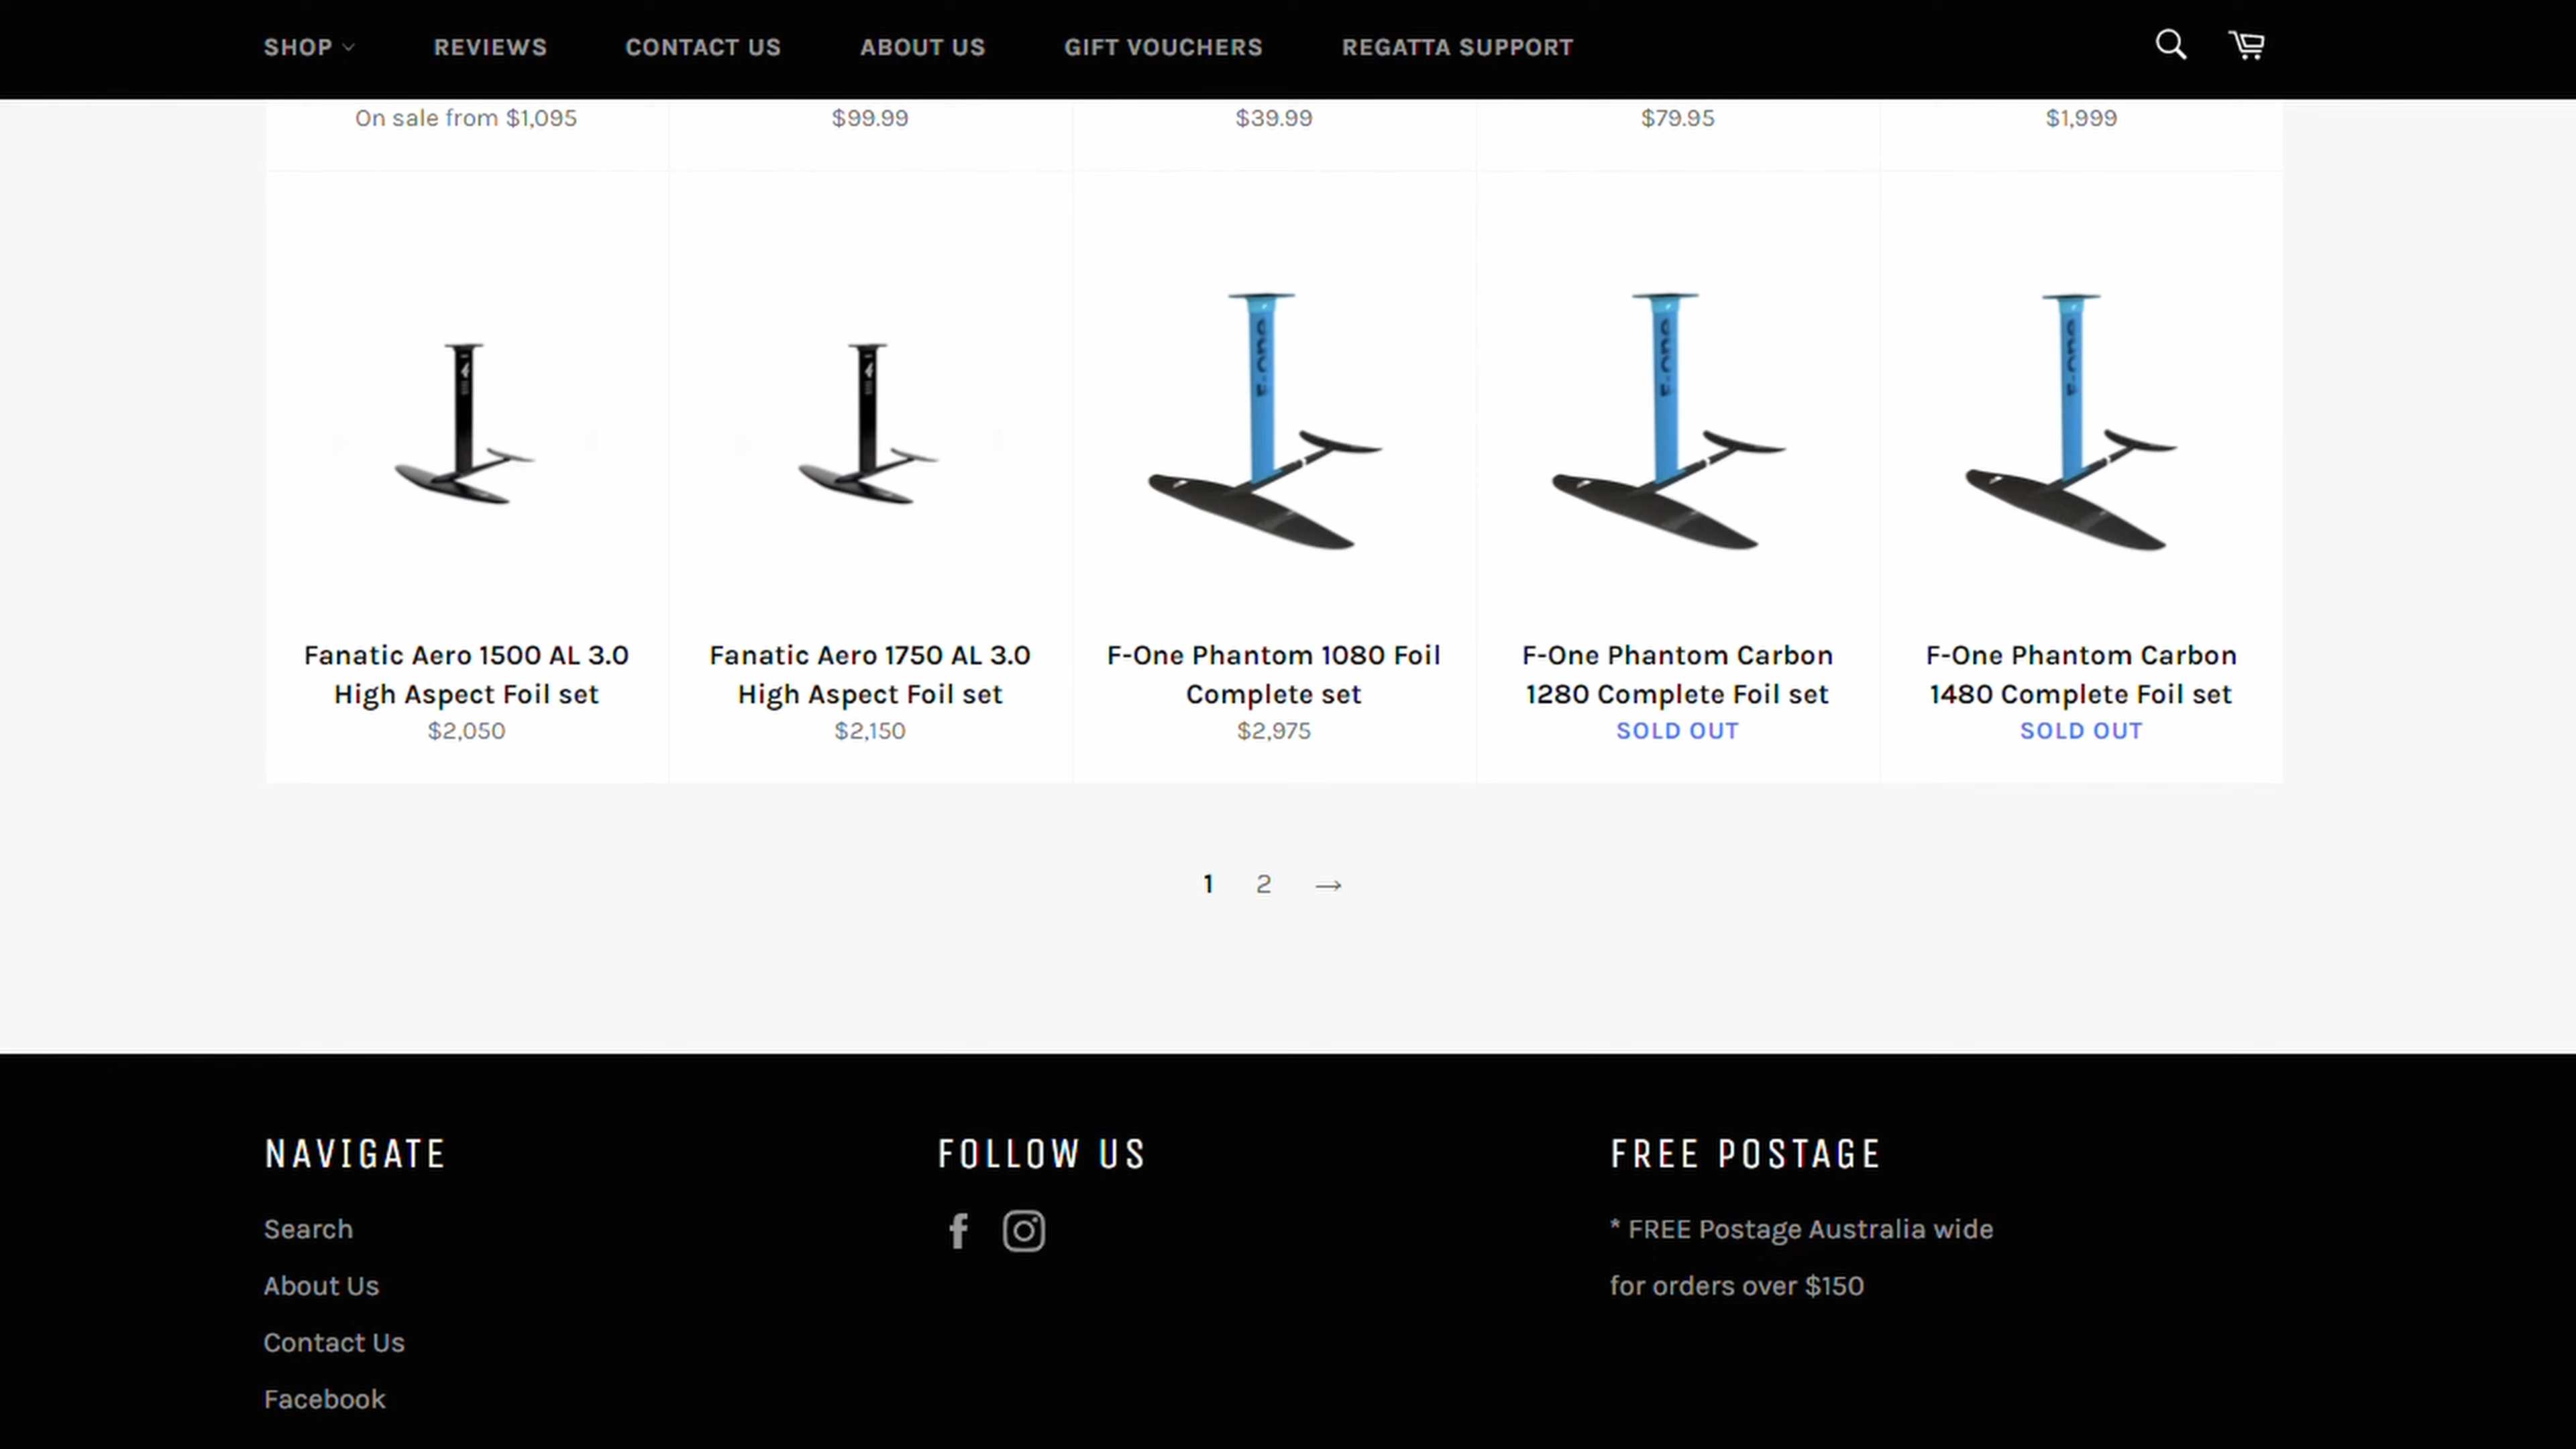 SHOP
REVIEWS
CONTACT US
ABOUT US
GIFT VOUCHERS
REGATTA SUPPORT
On sale from $1,095
$99.99
$39.99
$79.95
$1,999
F-ONE
F-ONE
F-ONE
Fanatic Aero 1500 AL 3.0
High Aspect Foil set
$2,050
Fanatic Aero 1750 AL 3.0
High Aspect Foil set
$2,150
F-One Phantom 1080 Foil
Complete set
$2,975
F-One Phantom Carbon
1280 Complete Foil set
SOLD OUT
F-One Phantom Carbon
1480 Complete Foil set
SOLD OUT
1 2 →
NAVIGATE
Search
About Us
Contact Us
Facebook
FOLLOW US
FREE POSTAGE
* FREE Postage Australia wide
for orders over $150